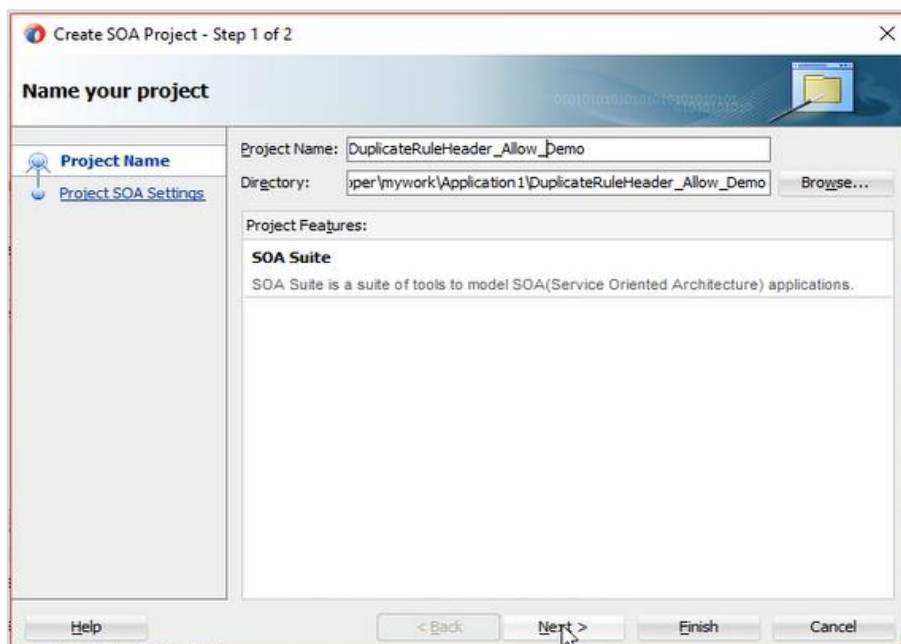 Create SOA Project - Step 1 of 2
Name your project
Project Name
Project SOA Settings
Project Name: DuplicateRuleHeader_Allow_Demo
Directory: oper\mywork\Application1\DuplicateRuleHeader_Allow_Demo Browse...
Project Features:
SOA Suite
SOA Suite is a suite of tools to model SOA(Service Oriented Architecture) applications.
Help < Back Next > Finish Cancel